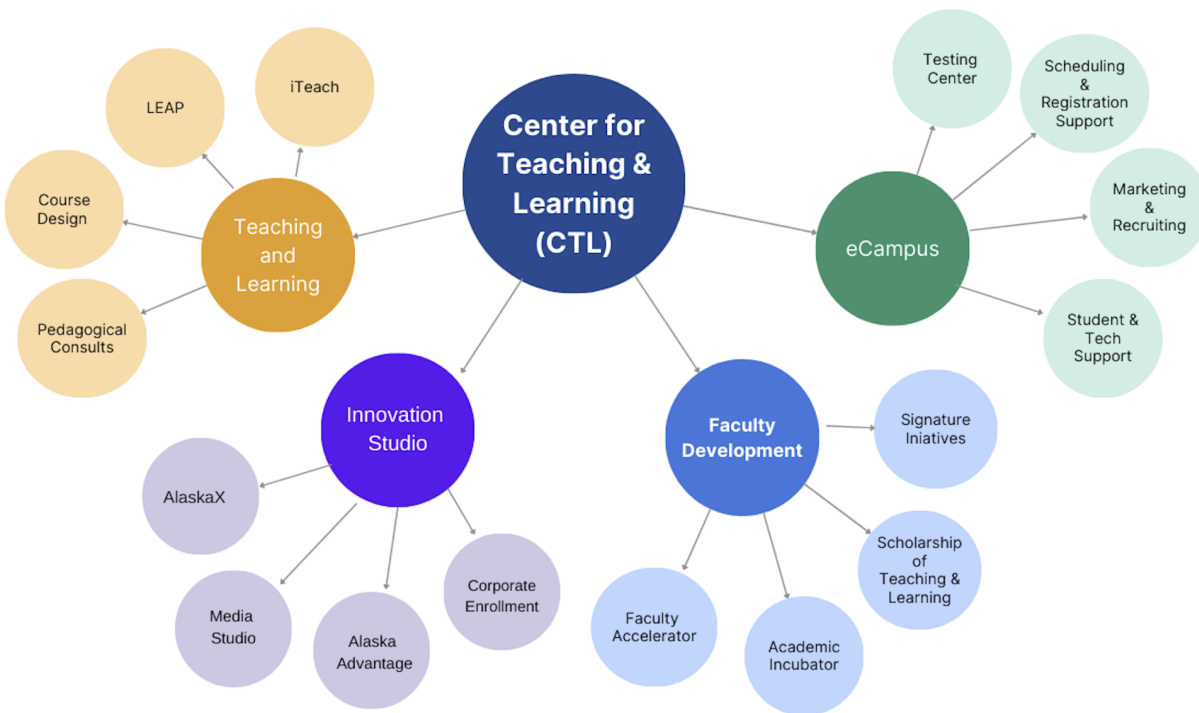 Center for
Teaching &
Learning
(CTL)
iTeach
LEAP
Course
Design
Pedagogical
Consults
Teaching
and
Learning
Testing
Center
Scheduling
&
Registration
Support
Marketing
&
Recruiting
Student &
Tech
Support
eCampus
Innovation
Studio
AlaskaX
Media
Studio
Alaska
Advantage
Corporate
Enrollment
Faculty
Development
Signature
Iniatives
Scholarship
of
Teaching &
Learning
Academic
Incubator
Faculty
Accelerator